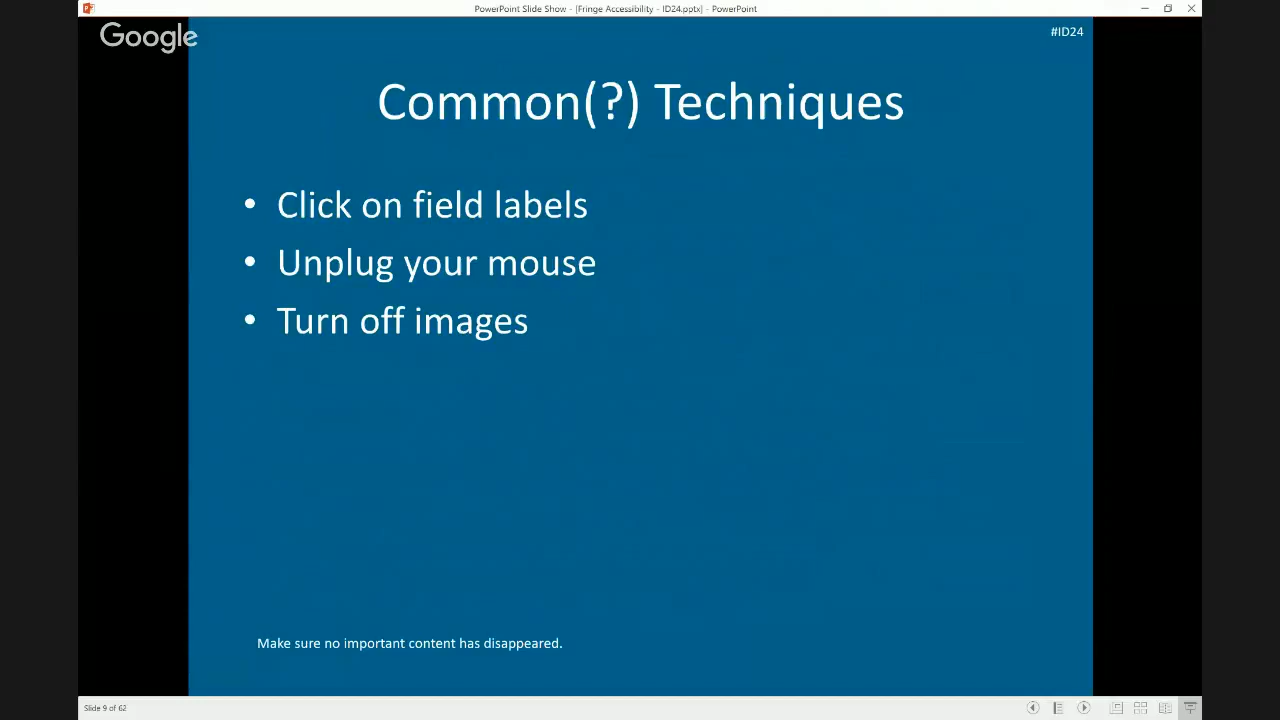 PowerPoint Slide Show - [Fringe Accessibility - ID24.pptx] - PowerPoint
Google
#ID24
Common(?) Techniques
• Click on field labels
• Unplug your mouse
• Turn off images
Make sure no important content has disappeared.
Slide 9 of 62